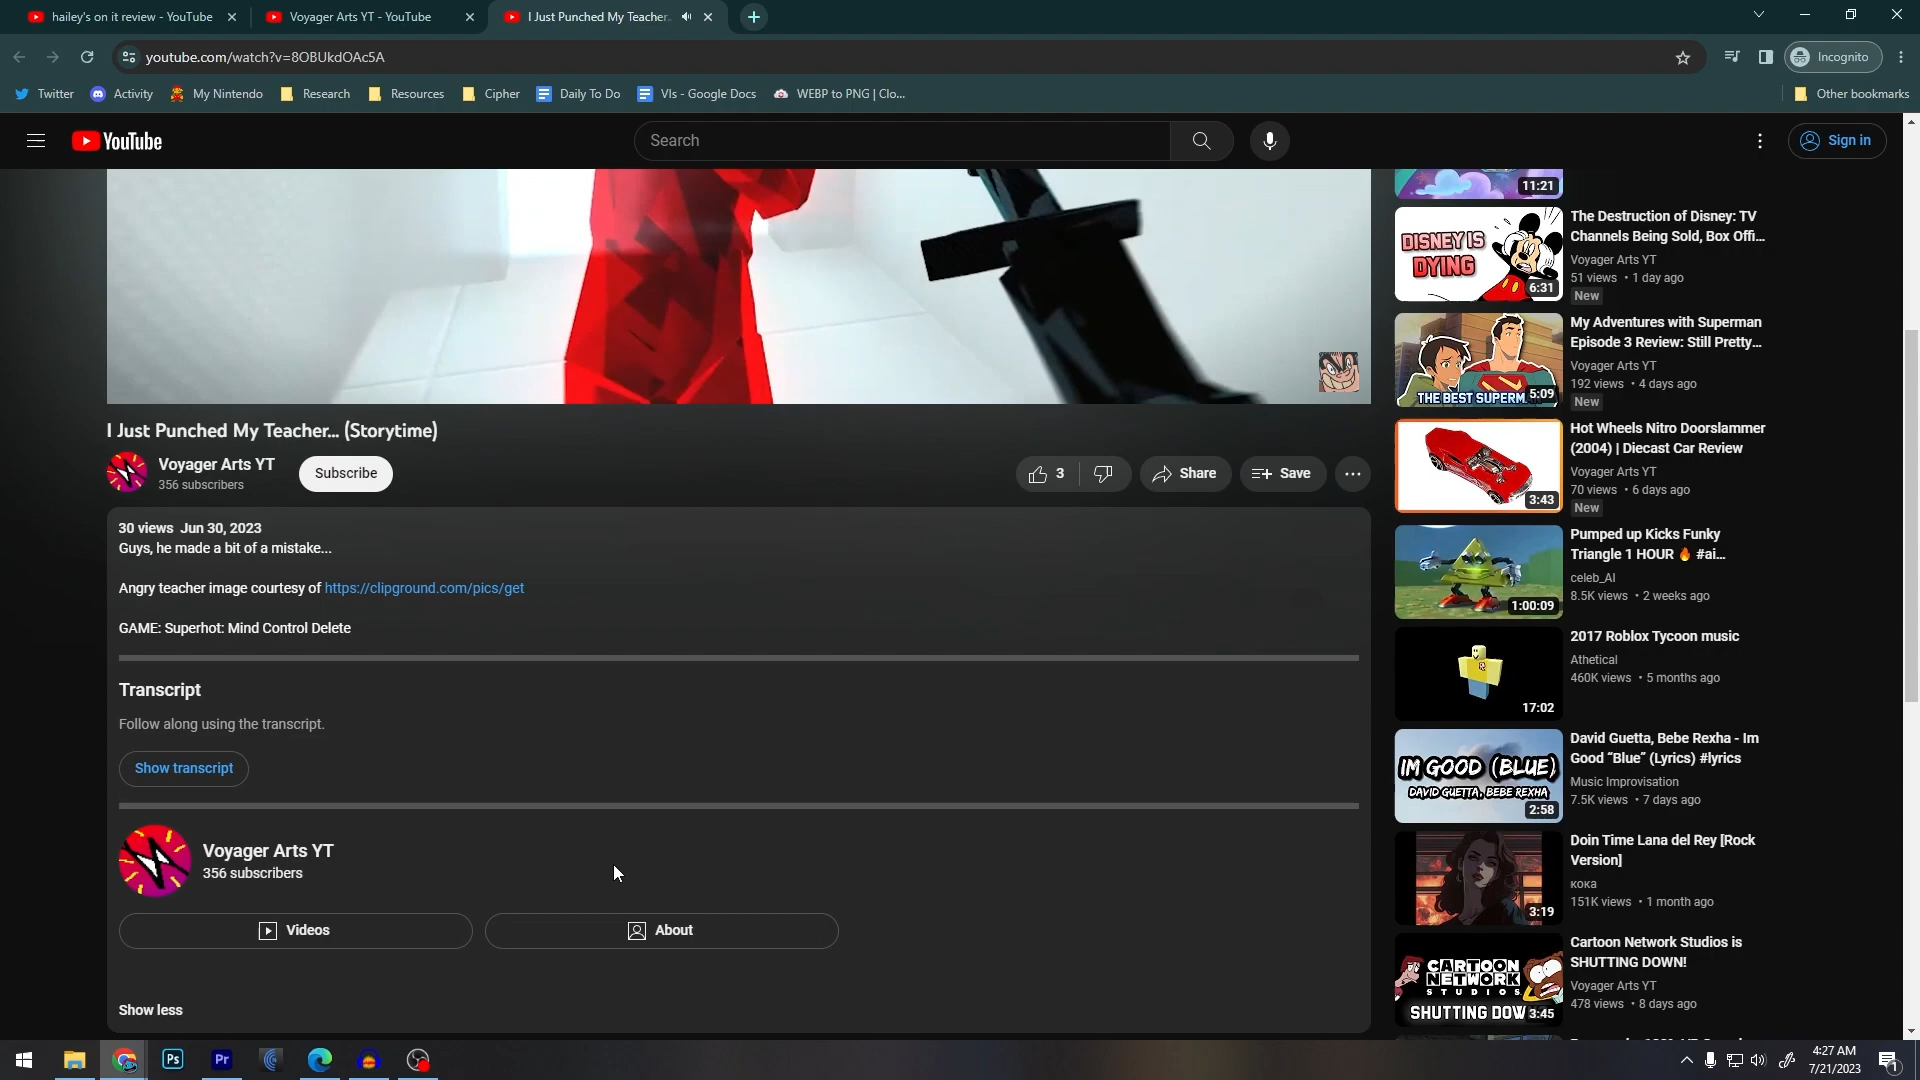 hailey's on it review - YouTube
Voyager Arts YT - YouTube
I Just Punched My Teacher
youtube.com/watch?v=8OBUkdOAc5A
Incognito
Twitter
Activity
My Nintendo
Research
Resources
Cipher
Daily To Do
VIs - Google Docs
WEBP to PNG | Clo...
Other bookmarks
YouTube
Search
Sign in
I Just Punched My Teacher... (Storytime)
Voyager Arts YT
356 subscribers
Subscribe
3
Share
Save
30 views Jun 30, 2023
Guys, he made a bit of a mistake...
Angry teacher image courtesy of https://clipground.com/pics/get
GAME: Superhot: Mind Control Delete
Transcript
Follow along using the transcript.
Show transcript
Voyager Arts YT
356 subscribers
Videos
About
Show less
11:21
DISNEY IS
DYING
6:31
The Destruction of Disney: TV
Channels Being Sold, Box Offi...
Voyager Arts YT
51 views • 1 day ago
New
THE BEST SUPERM
5:09
My Adventures with Superman
Episode 3 Review: Still Pretty...
Voyager Arts YT
192 views • 4 days ago
New
3:43
Hot Wheels Nitro Doorslammer
(2004) | Diecast Car Review
Voyager Arts YT
70 views • 6 days ago
New
1:00:09
Pumped up Kicks Funky
Triangle 1 HOUR 🔥 #ai...
celeb_AI
8.5K views • 2 weeks ago
17:02
2017 Roblox Tycoon music
Athetical
460K views • 5 months ago
IM GOOD (BLUE)
DAVID GUETTA, BEBE REXHA
2:58
David Guetta, Bebe Rexha - Im
Good “Blue” (Lyrics) #lyrics
Music Improvisation
7.5K views • 7 days ago
3:19
Doin Time Lana del Rey [Rock
Version]
кока
151K views • 1 month ago
CARTOON
NETWORK
STUDIOS
SHUTTING DOW
3:45
Cartoon Network Studios is
SHUTTING DOWN!
Voyager Arts YT
478 views • 8 days ago
Ps
Pr
4:27 AM
7/21/2023
1